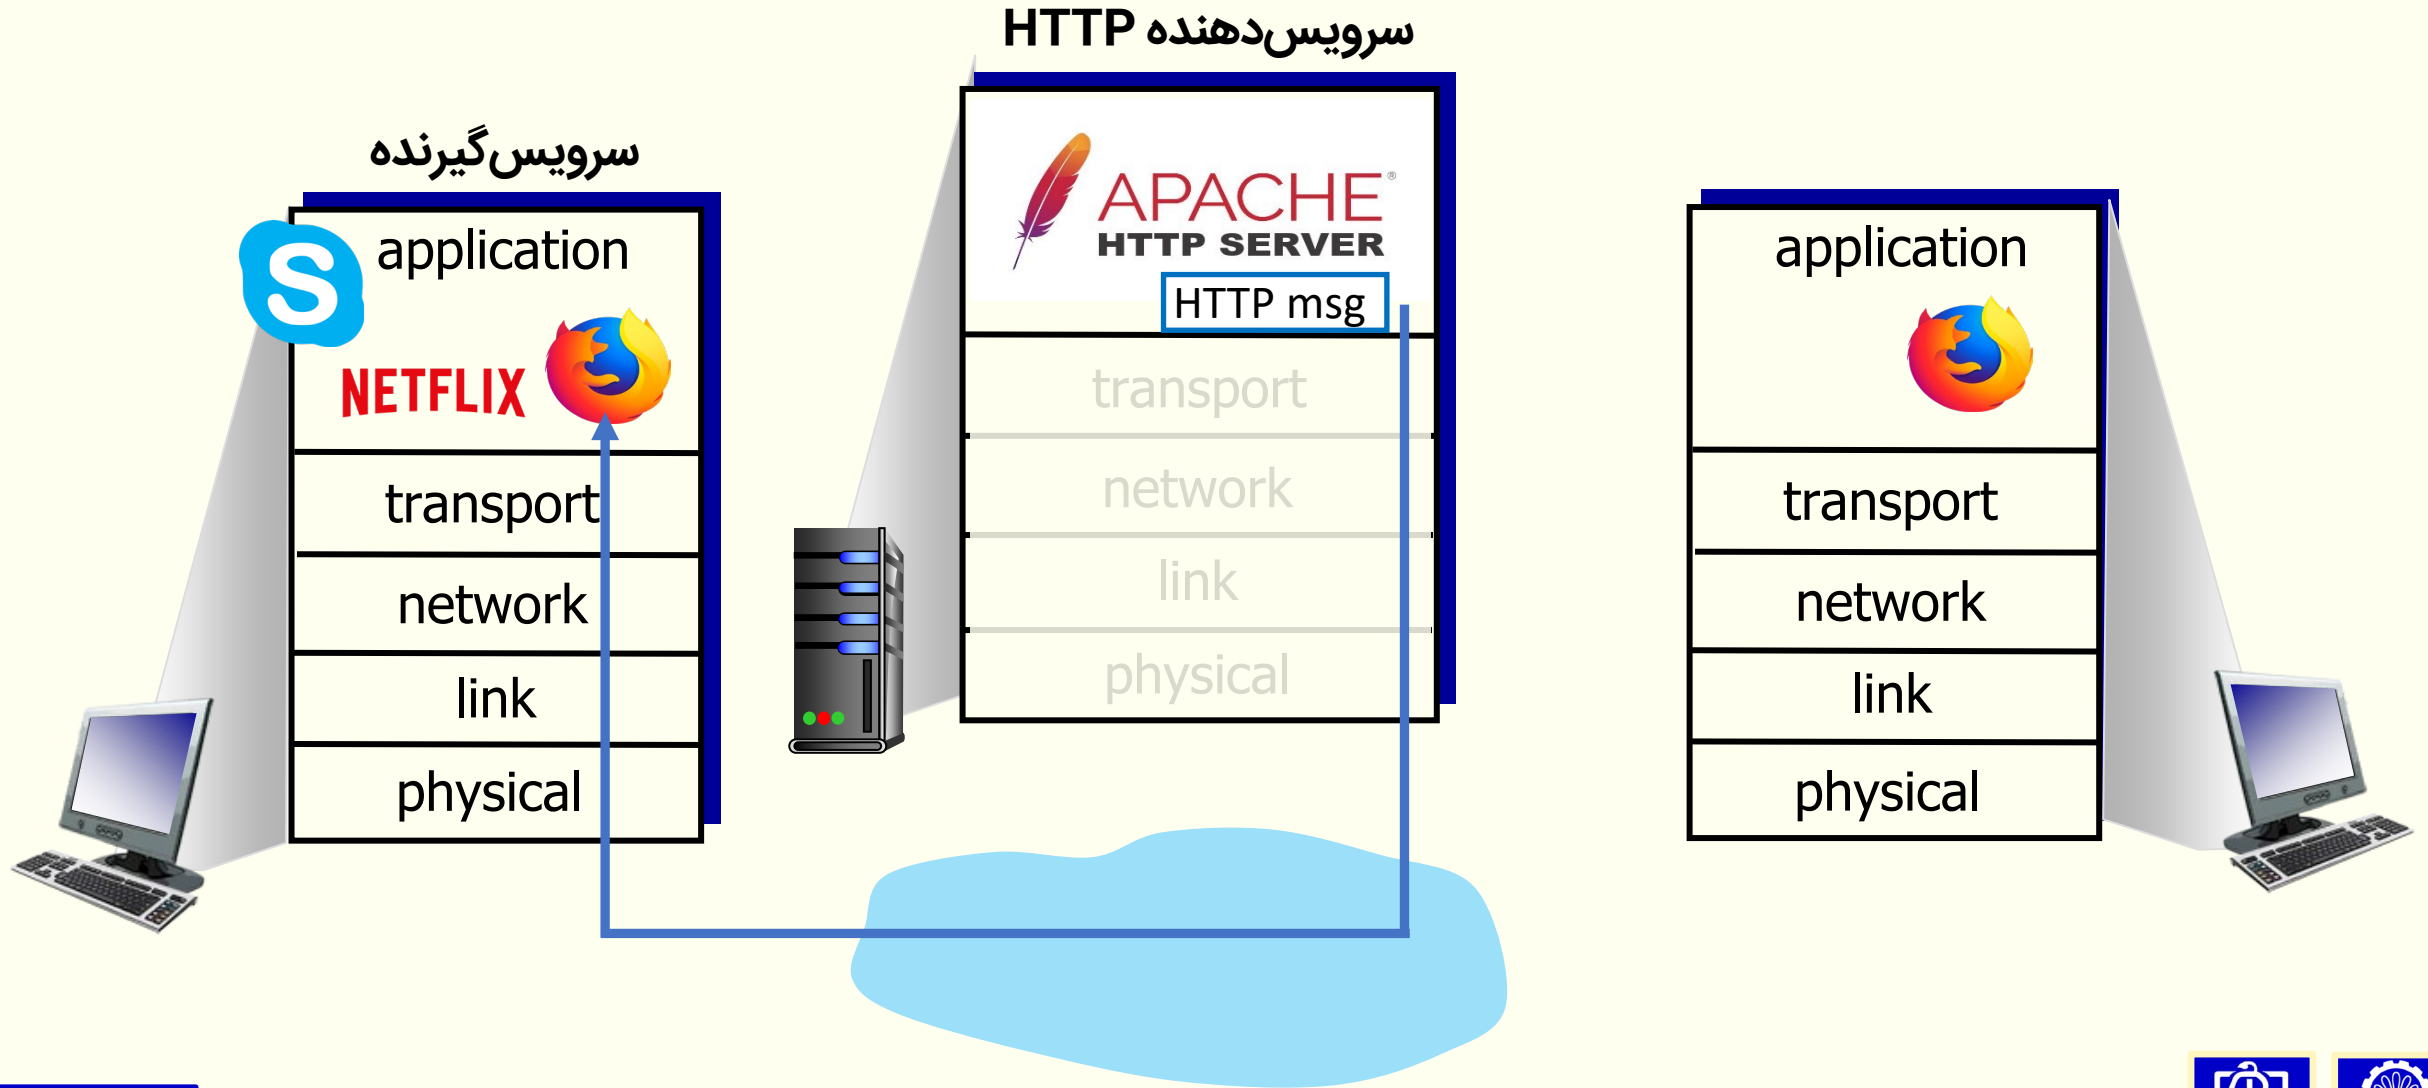 سرویس‌دهنده HTTP
APACHE®
HTTP SERVER
HTTP msg
transport
network
link
physical
سرویس‌گیرنده
S
application
NETFLIX
transport
network
link
physical
application
transport
network
link
physical